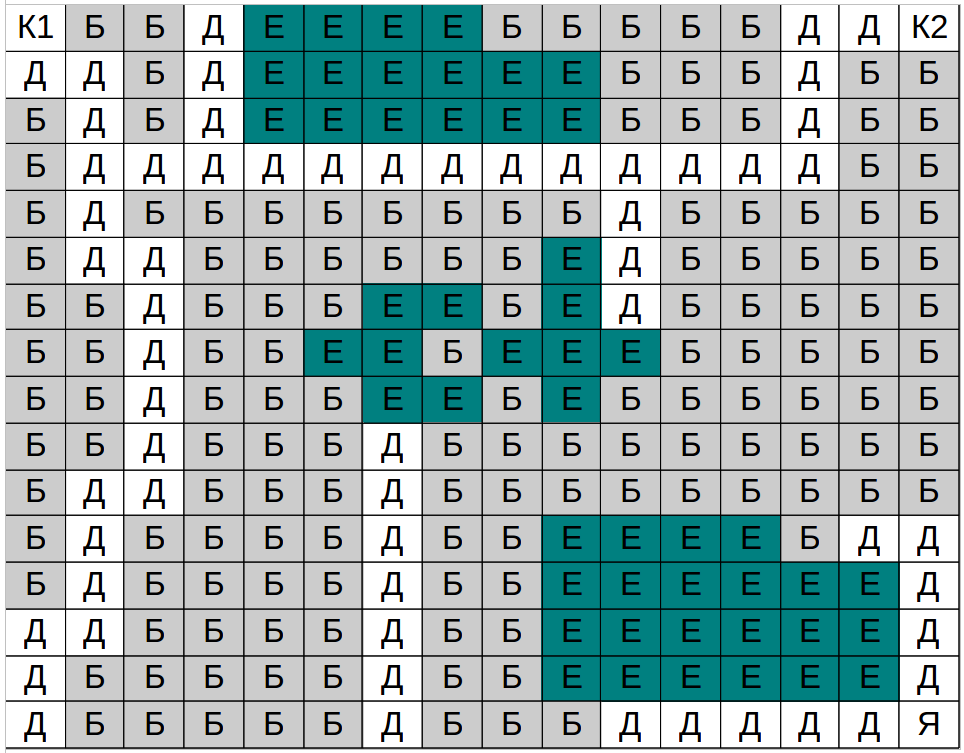 К1 Б Б Д Е Е Е Е Б Б Б Б Б Д Д К2
Д Д Б Д Е Е Е Е Е Е Б Б Б Д Б Б
Б Д Б Д Е Е Е Е Е Е Б Б Б Д Б Б
Б Д Д Д Д Д Д Д Д Д Д Д Д Д Б Б
Б Д Б Б Б Б Б Б Б Б Д Б Б Б Б Б
Б Д Д Б Б Б Б Б Б Е Д Б Б Б Б Б
Б Б Д Б Б Б Е Е Б Е Д Б Б Б Б Б
Б Б Д Б Б Е Е Б Е Е Е Б Б Б Б Б
Б Б Д Б Б Б Е Е Б Е Б Б Б Б Б Б
Б Б Д Б Б Б Д Б Б Б Б Б Б Б Б Б
Б Д Д Б Б Б Д Б Б Б Б Б Б Б Б Б
Б Д Б Б Б Б Д Б Б Е Е Е Е Б Д Д
Б Д Б Б Б Б Д Б Б Е Е Е Е Е Е Д
Д Д Б Б Б Б Д Б Б Е Е Е Е Е Е Д
Д Б Б Б Б Б Д Б Б Е Е Е Е Е Е Д
Д Б Б Б Б Б Д Б Б Б Д Д Д Д Д Я